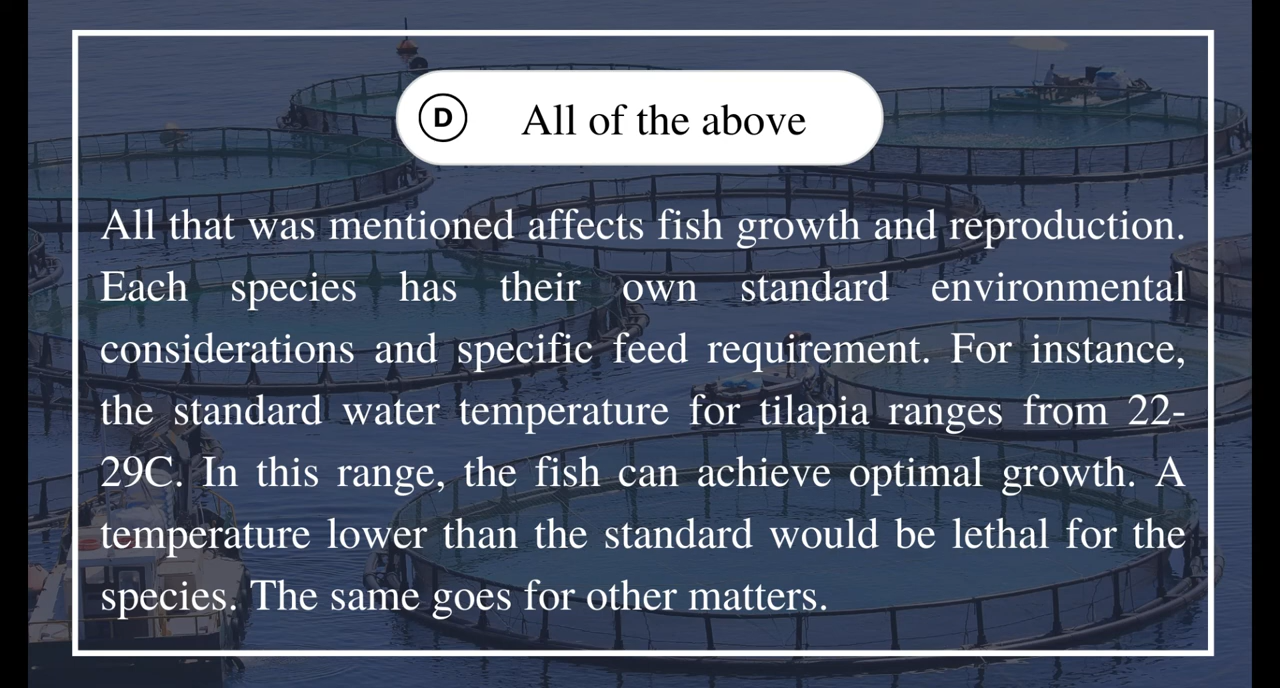 D All of the above
All that was mentioned affects fish growth and reproduction.
Each species has their own standard environmental
considerations and specific feed requirement. For instance,
the standard water temperature for tilapia ranges from 22-
29C. In this range, the fish can achieve optimal growth. A
temperature lower than the standard would be lethal for the
species. The same goes for other matters.